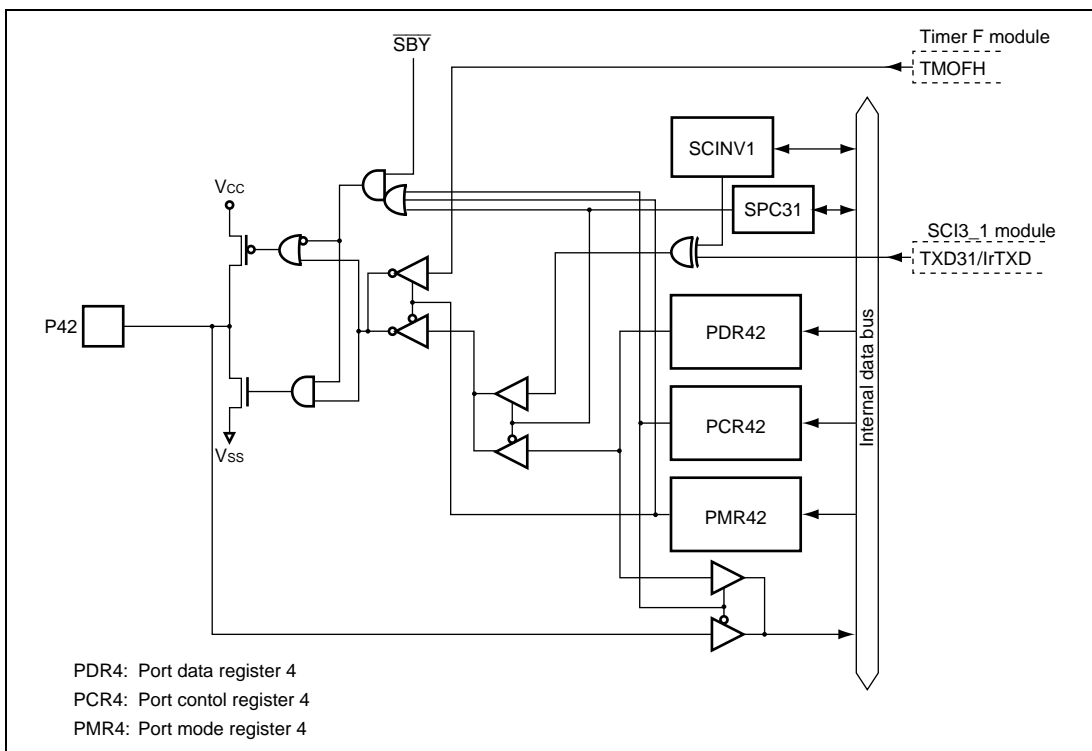 SBY
Timer F module
TMOFH
SCINV1
VCC
SPC31
SCI3_1 module
TXD31/IrTXD
P42
PDR42
Internal data bus
PCR42
VSS
PMR42
PDR4: Port data register 4
PCR4: Port contol register 4
PMR4: Port mode register 4